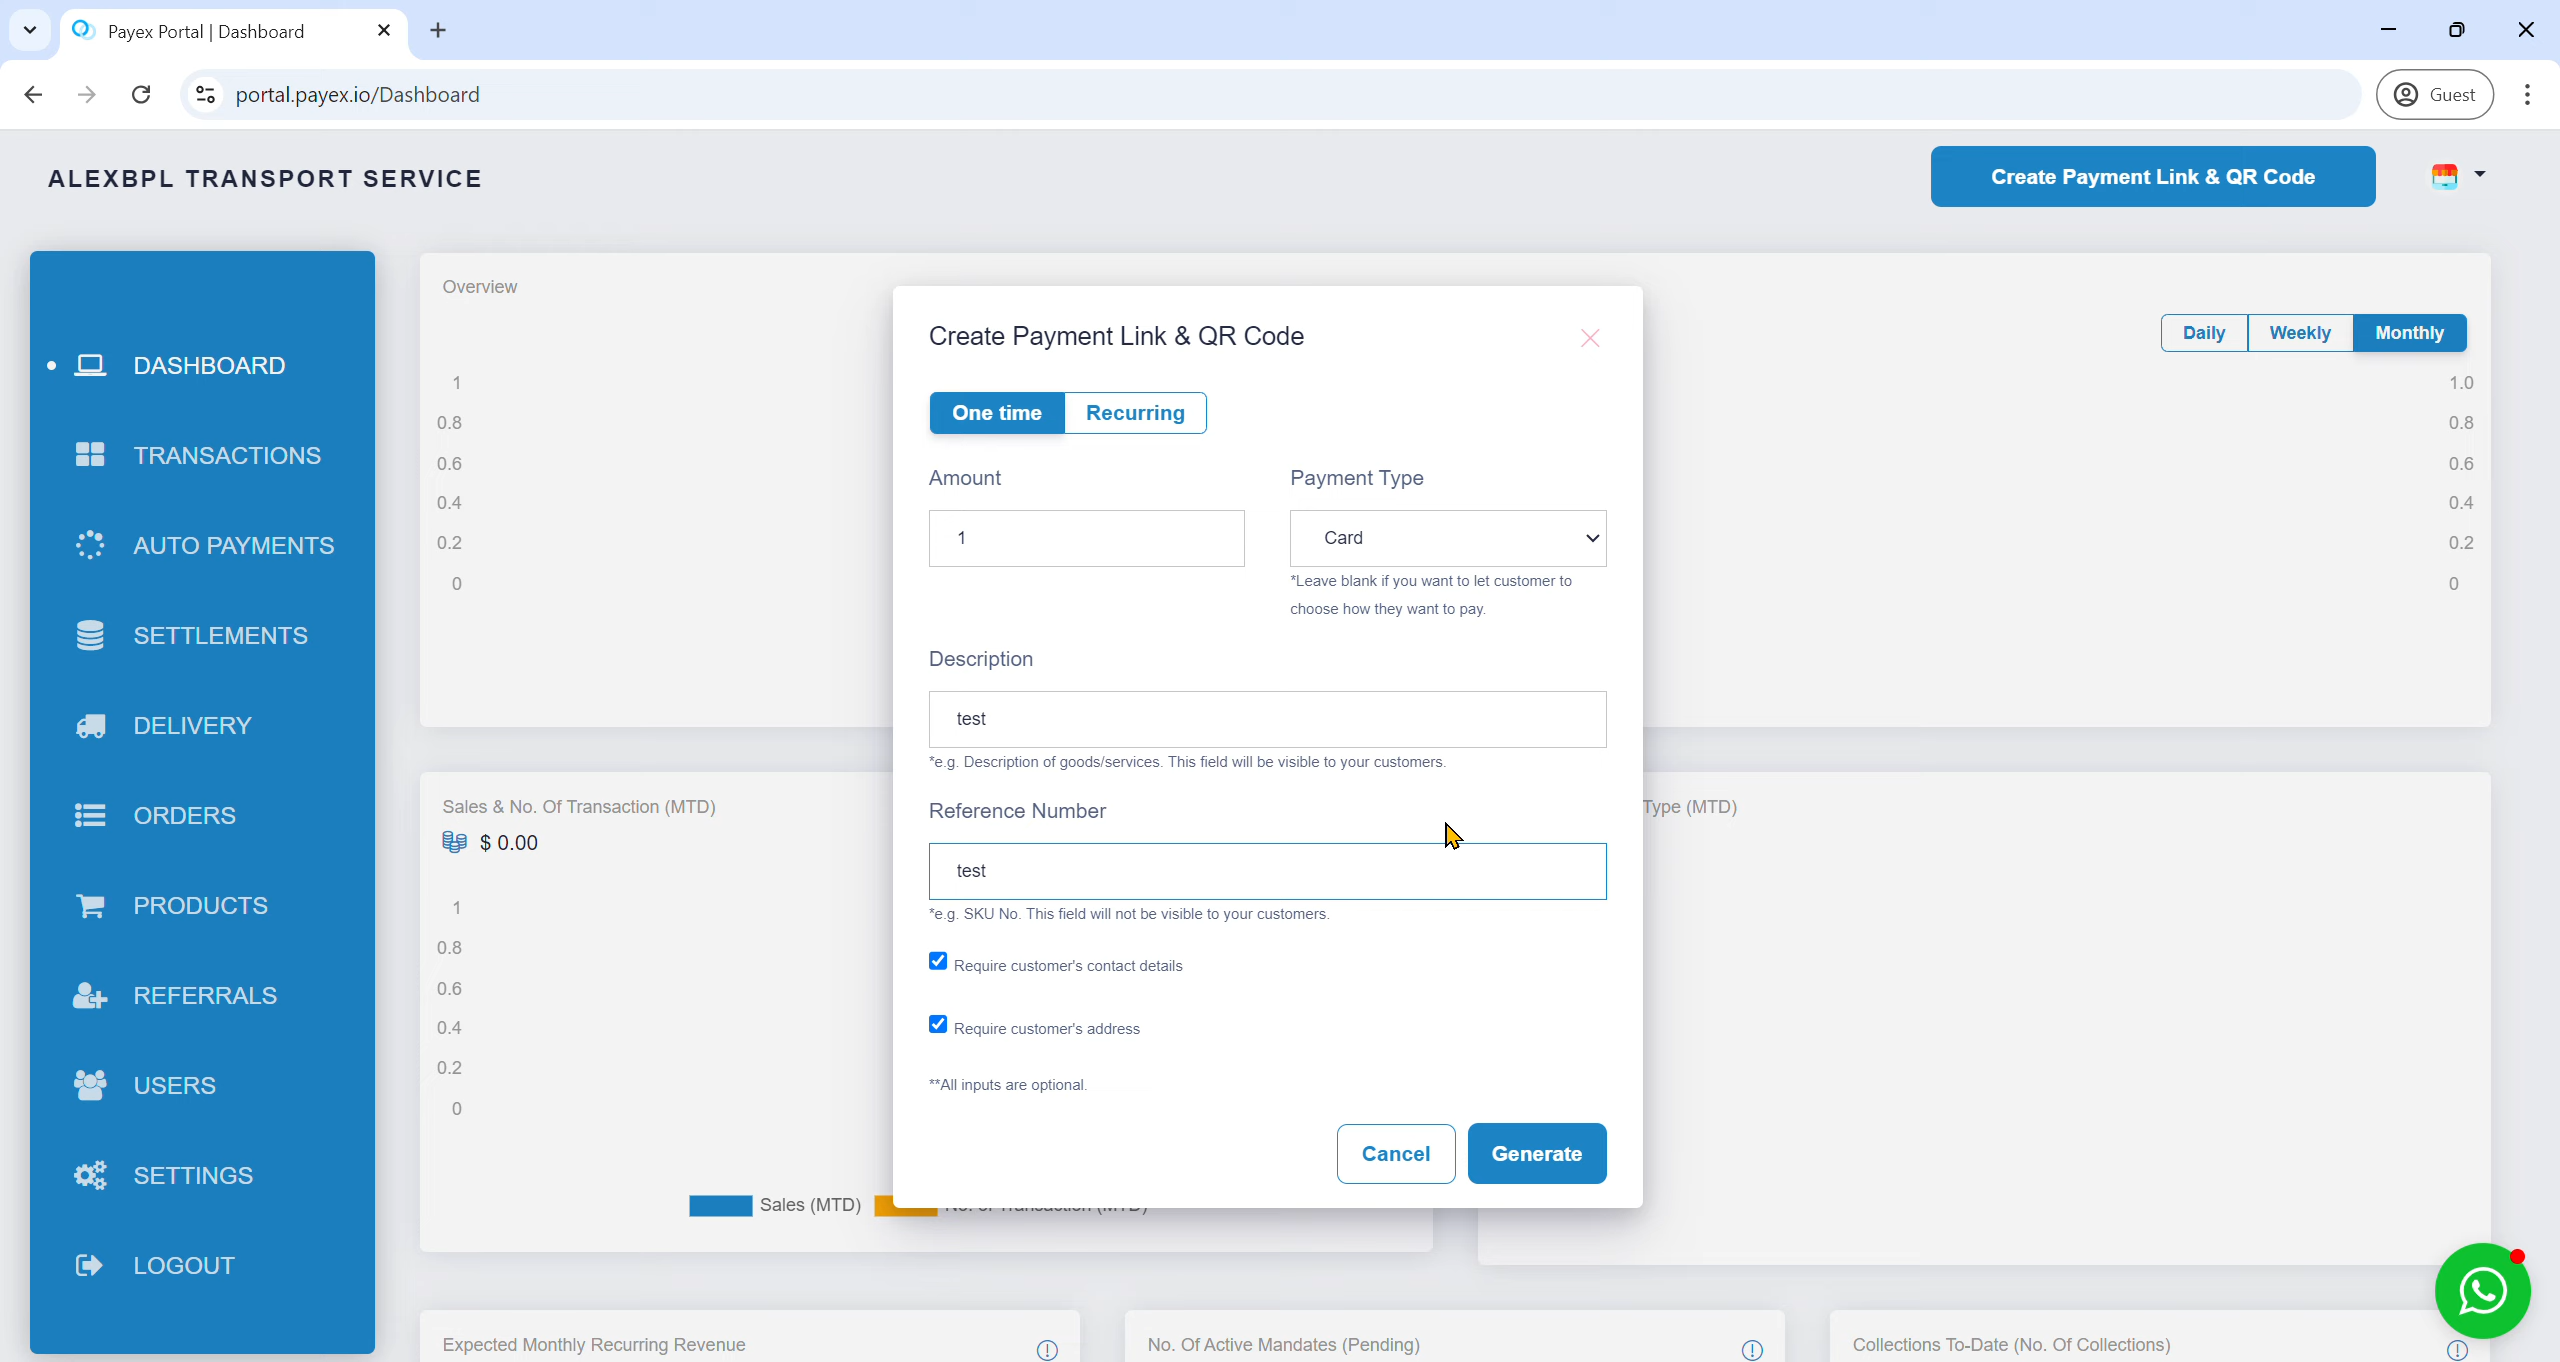 Payex Portal | Dashboard
portal.payex.io/Dashboard
Guest
ALEXBPL TRANSPORT SERVICE
Create Payment Link & QR Code
DASHBOARD
TRANSACTIONS
AUTO PAYMENTS
SETTLEMENTS
DELIVERY
ORDERS
PRODUCTS
REFERRALS
USERS
SETTINGS
LOGOUT
Overview
Daily
Weekly
Monthly
1
0.8
0.6
0.4
0.2
0
1.0
0.8
0.6
0.4
0.2
0
Create Payment Link & QR Code
One time
Recurring
Amount
1
Payment Type
Card
*Leave blank if you want to let customer to
choose how they want to pay.
Description
test
*e.g. Description of goods/services. This field will be visible to your customers.
Reference Number
test
*e.g. SKU No. This field will not be visible to your customers.
Require customer's contact details
Require customer's address
**All inputs are optional.
Cancel
Generate
Sales & No. Of Transaction (MTD)
$ 0.00
1
0.8
0.6
0.4
0.2
0
Sales (MTD)
No. of Transaction (MTD)
Type (MTD)
Expected Monthly Recurring Revenue
No. Of Active Mandates (Pending)
Collections To-Date (No. Of Collections)